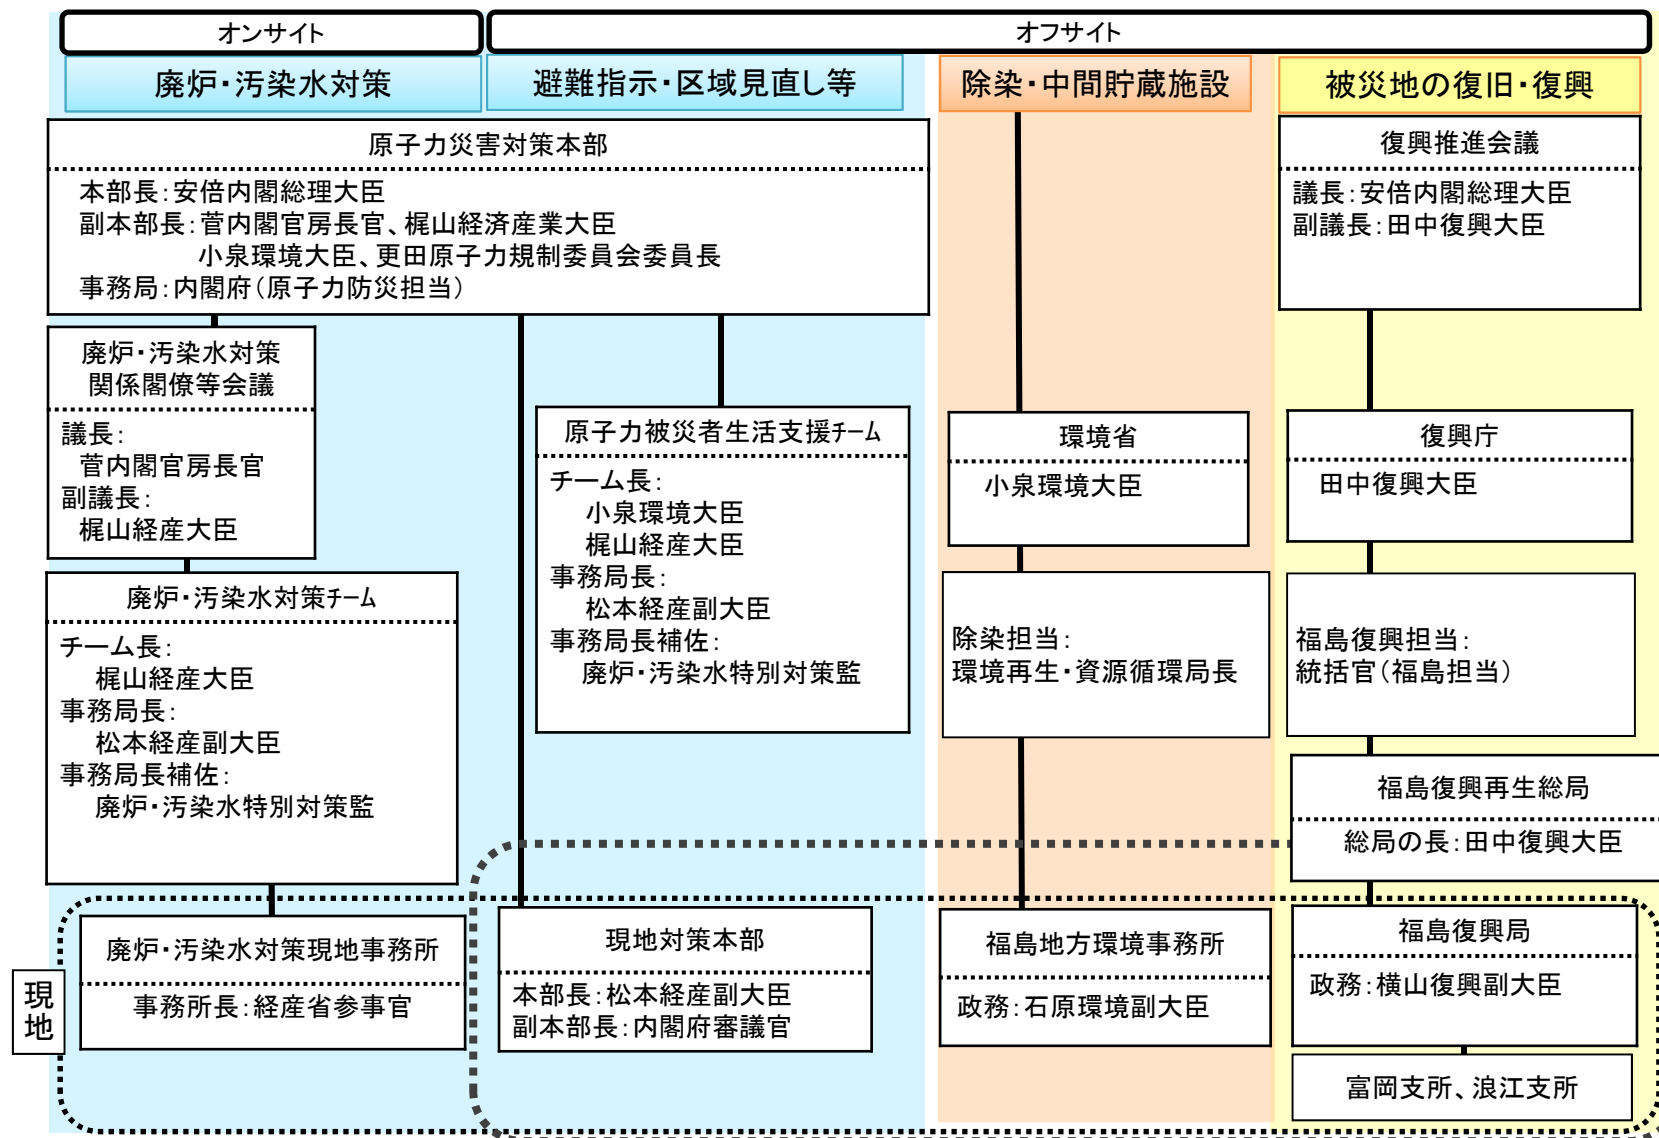 オンサイト
オフサイト
廃炉・汚染水対策
避難指示・区域見直し等
除染・中間貯蔵施設
被災地の復旧・復興
原子力災害対策本部
本部長：安倍内閣総理大臣
副本部長：菅内閣官房長官、梶山経済産業大臣
小泉環境大臣、更田原子力規制委員会委員長
事務局：内閣府（原子力防災担当）
復興推進会議
議長：安倍内閣総理大臣
副議長：田中復興大臣
廃炉・汚染水対策
関係閣僚等会議
議長：
菅内閣官房長官
副議長：
梶山経産大臣
原子力被災者生活支援チーム
チーム長：
小泉環境大臣
梶山経産大臣
事務局長：
松本経産副大臣
事務局長補佐：
廃炉・汚染水特別対策監
環境省
小泉環境大臣
復興庁
田中復興大臣
廃炉・汚染水対策チーム
チーム長：
梶山経産大臣
事務局長：
松本経産副大臣
事務局長補佐：
廃炉・汚染水特別対策監
除染担当：
環境再生・資源循環局長
福島復興担当：
統括官（福島担当）
福島復興再生総局
総局の長：田中復興大臣
現地
廃炉・汚染水対策現地事務所
事務所長：経産省参事官
現地対策本部
本部長：松本経産副大臣
副本部長：内閣府審議官
福島地方環境事務所
政務：石原環境副大臣
福島復興局
政務：横山復興副大臣
富岡支所、浪江支所